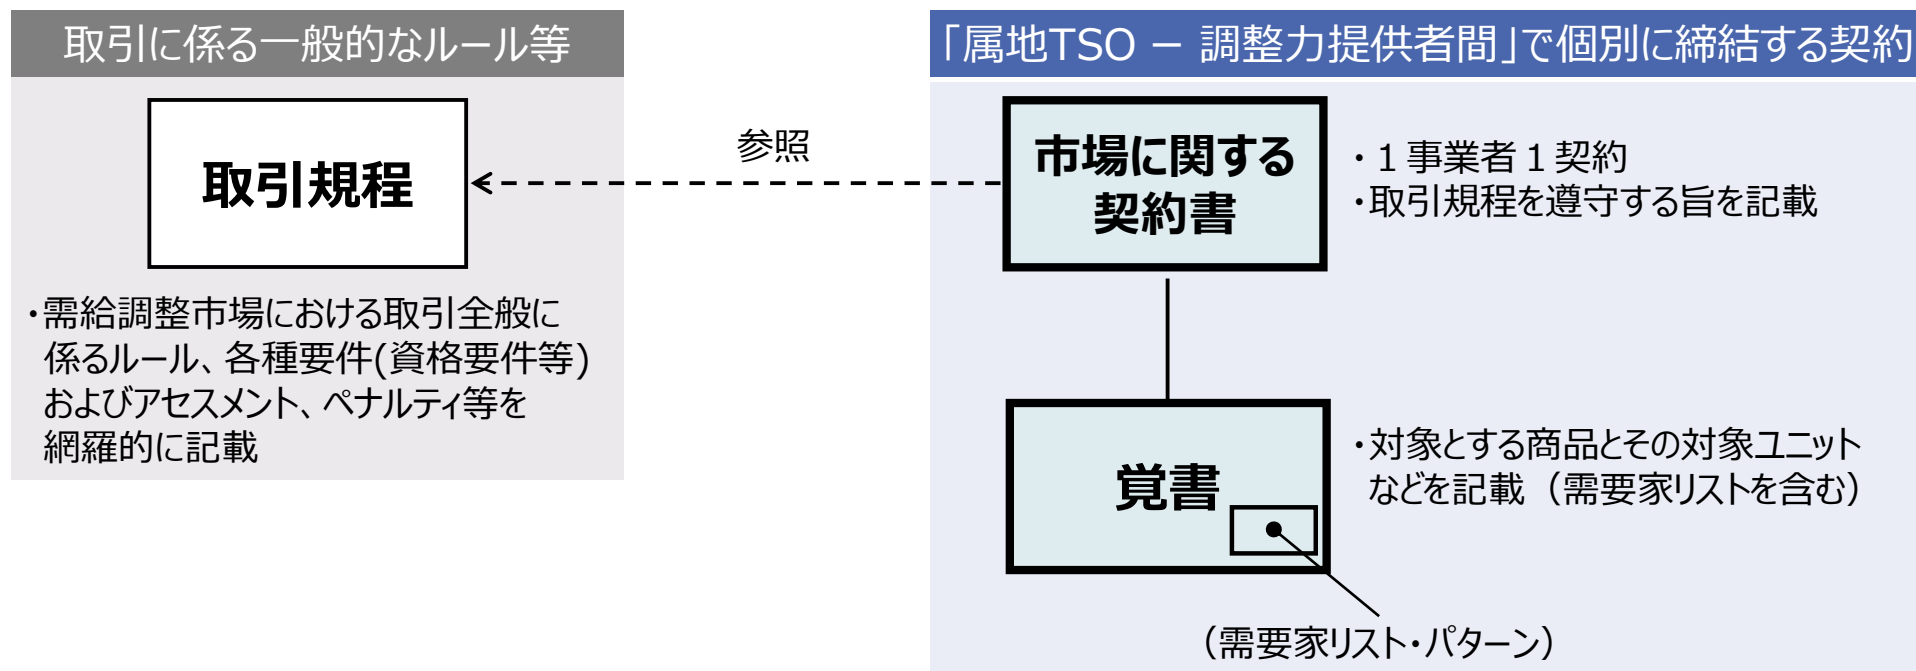 取引に係る一般的なルール等
取引規程
・需給調整市場における取引全般に
係るルール、各種要件(資格要件等)
およびアセスメント、ペナルティ等を
網羅的に記載
参照
「属地TSO － 調整力提供者間」で個別に締結する契約
市場に関する
契約書
・１事業者１契約
・取引規程を遵守する旨を記載
覚書
・対象とする商品とその対象ユニット
などを記載（需要家リストを含む）
（需要家リスト・パターン）